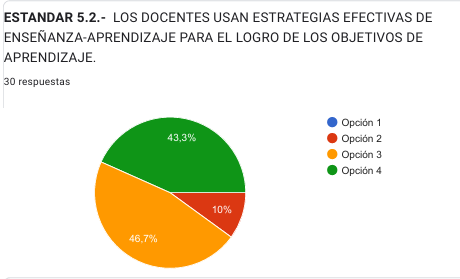 ESTANDAR 5.2.- LOS DOCENTES USAN ESTRATEGIAS EFECTIVAS DE
ENSEÑANZA-APRENDIZAJE PARA EL LOGRO DE LOS OBJETIVOS DE
APRENDIZAJE.
30 respuestas
43,3%
10%
46,7%
Opción 1
Opción 2
Opción 3
Opción 4